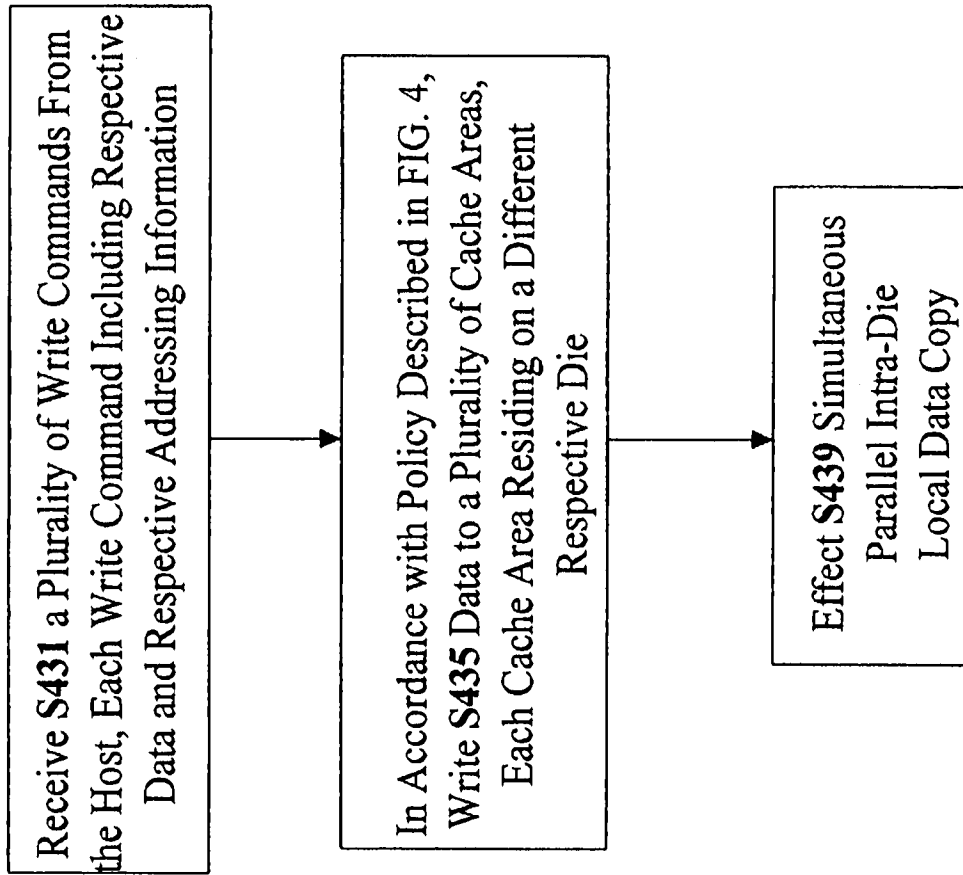 Receive S431 a Plurality of Write Commands From
the Host, Each Write Command Including Respective
Data and Respective Addressing Information
In Accordance with Policy Described in FIG. 4,
Write S435 Data to a Plurality of Cache Areas,
Each Cache Area Residing on a Different
Respective Die
Effect S439 Simultaneous
Parallel Intra-Die
Local Data Copy